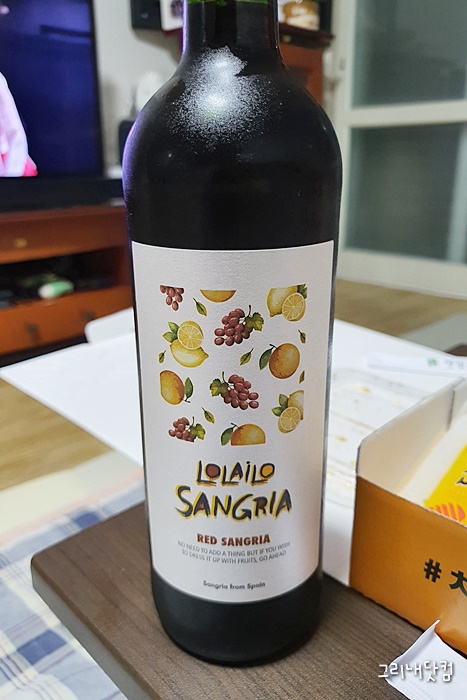 LOLAILO
SANGRIA
RED SANGRIA
NO NEED TO ADD A THING BUT IF YOU WISH
TO DRESS IT UP WITH FRUITS, GO AHEAD
Sangria from Spain
#大
그리내닷컴